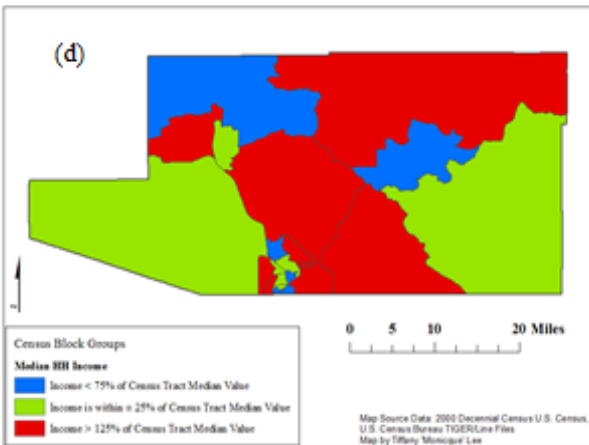 (d)
0 5 10 20 Miles
Census Block Groups
Median HH Income
Income < 75% of Census Tract Median Value
Income is within ± 25% of Census Tract Median Value
Income > 125% of Census Tract Median Value
Map Source Data: 2000 Decennial Census U.S. Census,
U.S. Census Bureau TIGER/Line Files
Map by Tiffany 'Monicque' Lee